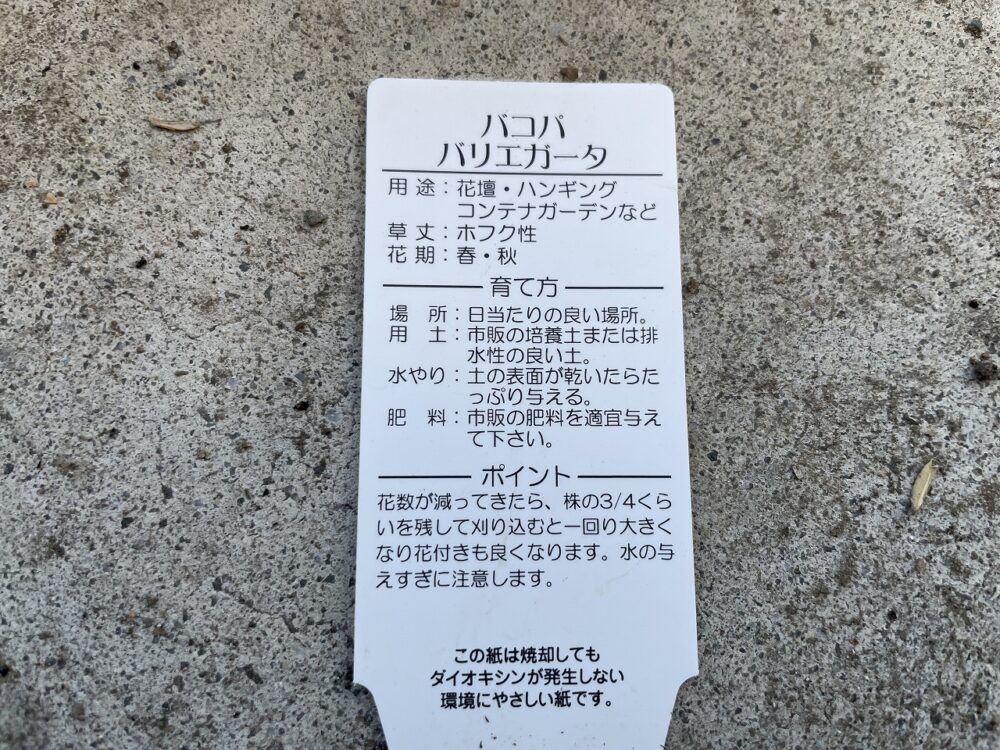 バコパ
バリエガータ
用途：花壇・ハンギング
コンテナガーデンなど
草丈：ホフク性
花期：春・秋
育て方
場　所：日当たりの良い場所。
用　土：市販の培養土または排
水性の良い土。
水やり：土の表面が乾いたらた
っぷり与える。
肥　料：市販の肥料を適宜与え
て下さい。
ポイント
花数が減ってきたら、株の3/4くら
いを残して刈り込むと一回り大きく
なり花付きも良くなります。水の与
えすぎに注意します。
この紙は焼却しても
ダイオキシンが発生しない
環境にやさしい紙です。